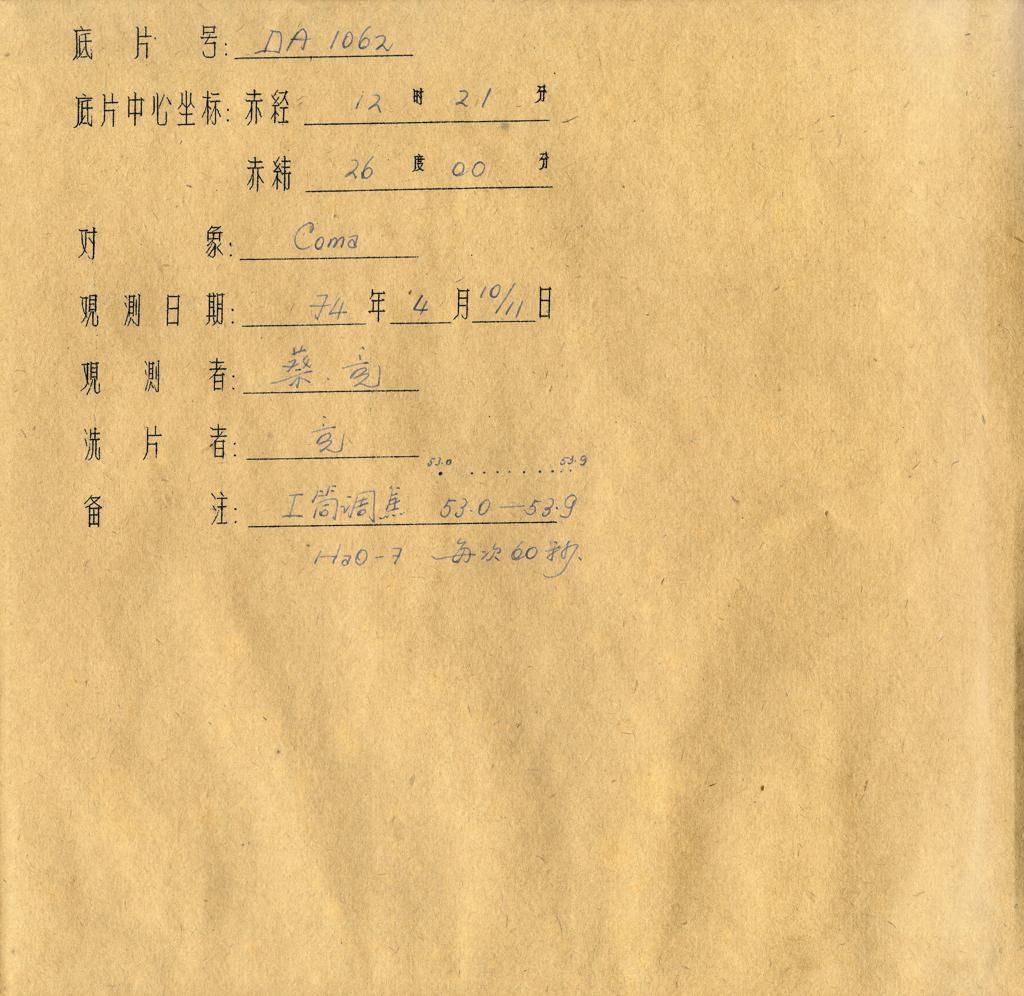 底片号: DA 1062
底片中心坐标: 赤经 12 时 21 分
赤纬 26 度 00 分
对象: Coma
观测日期: 74 年 4 月 10/11 日
观测者: 蔡 竞
洗片者: 竞
53.0 ........ 53.9
备注: 工筒调焦 53.0—53.9
HaO-7 每次60秒.